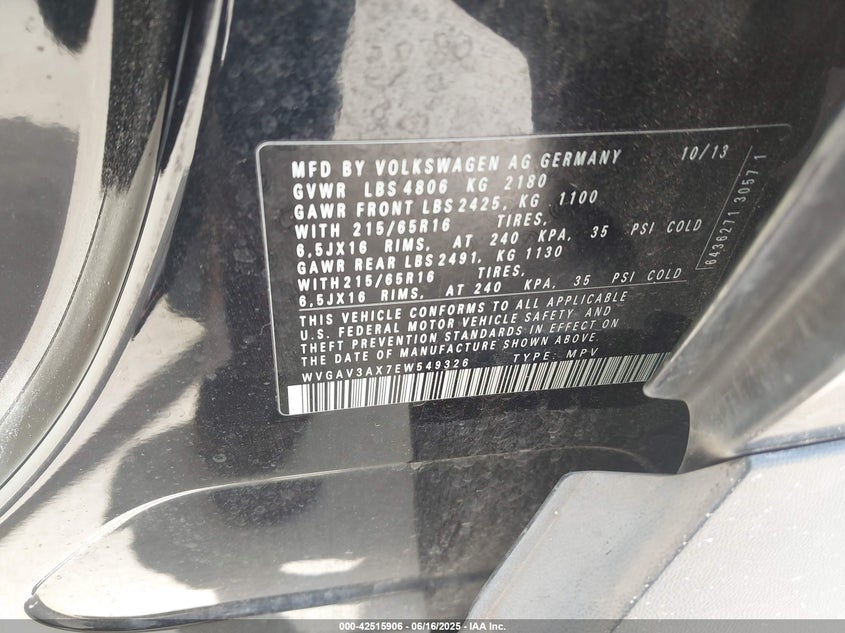 MFD BY VOLKSWAGEN AG GERMANY 10/13
GVWR LBS 4806 KG 2180
GAWR FRONT LBS 2425, KG 1100
WITH 215/65R16 TIRES,
6,5JX16 RIMS, AT 240 KPA, 35 PSI COLD
GAWR REAR LBS 2491, KG 1130
WITH 215/65R16 TIRES,
6,5JX16 RIMS, AT 240 KPA, 35 PSI COLD
THIS VEHICLE CONFORMS TO ALL APPLICABLE
U.S. FEDERAL MOTOR VEHICLE SAFETY AND
THEFT PREVENTION STANDARDS IN EFFECT ON
THE DATE OF MANUFACTURE SHOWN ABOVE.
WVGAV3AX7EW549326 TYPE: MPV
6436271 30571
000-42515906 - 06/16/2025 - IAA Inc.